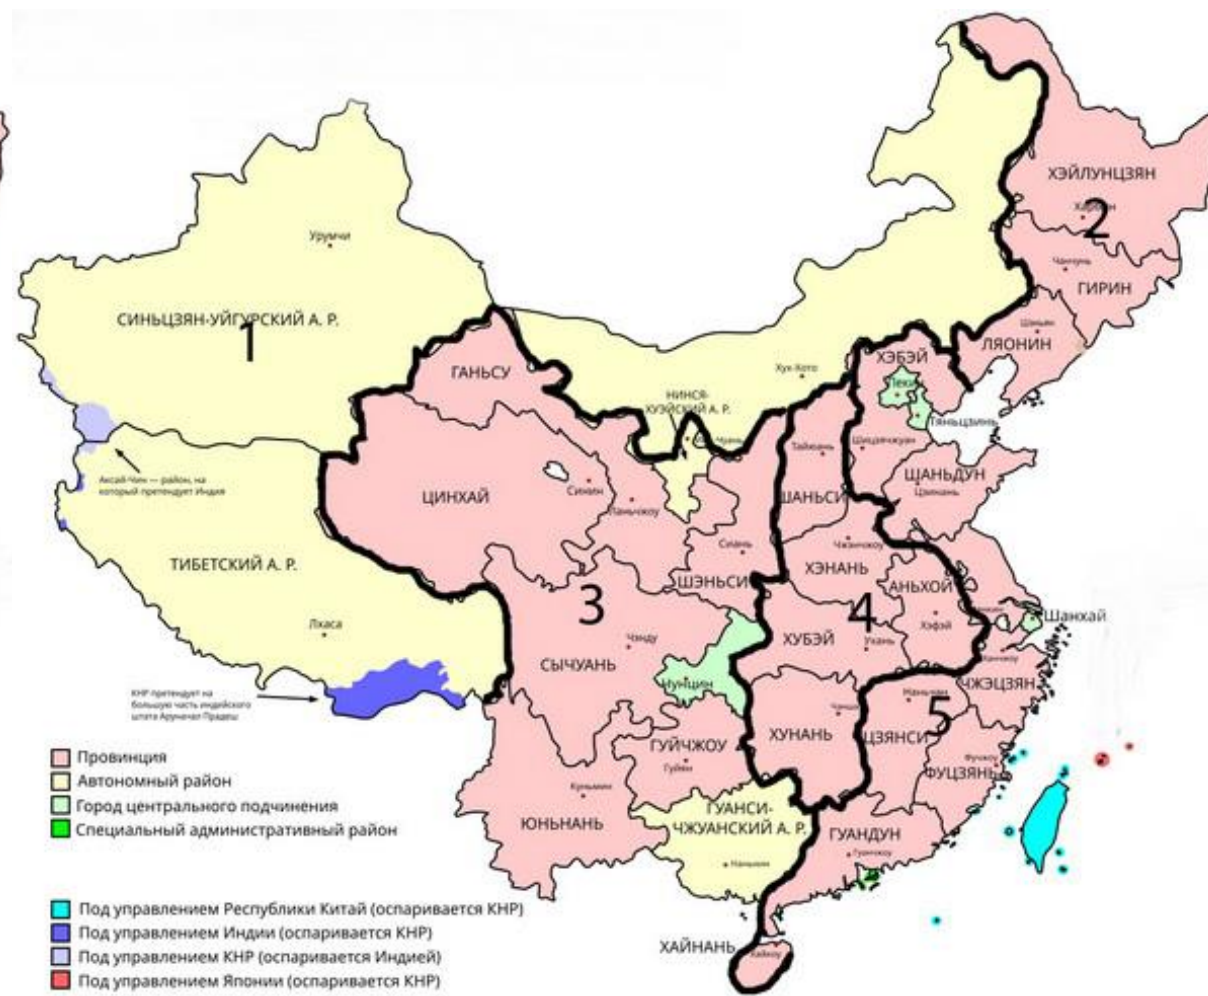 ХЭЙЛУНЦЗЯН
Харбин
2
Чанчунь
ГИРИН
Шэньян
ЛЯОНИН
Урумчи
СИНЬЦЗЯН-УЙГУРСКИЙ А. Р.
1
ХЭБЭЙ
ГАНЬСУ
Хух-Хото
Пекин
НИНСЯ-
ХУЭЙСКИЙ А. Р.
ТЯНЬЦЗИНЬ
Тайюань
Шицзячжуан
Аксай-Чин — район, на
который претендует Индия
ШАНЬДУН
Цзинань
ЦИНХАЙ
Синин
ШАНЬСИ
Ланьчжоу
Сиань
Чжэнчжоу
ТИБЕТСКИЙ А. Р.
ХЭНАНЬ
ШЭНЬСИ
АНЬХОЙ
3
4
Шанхай
Лхаса
Хэфэй
Чэнду
ХУБЭЙ
Ухань
СЫЧУАНЬ
Ханчжоу
Чунцин
ЧЖЭЦЗЯН
КНР претендует на
большую часть индийского
штата Аруначал Прадеш
Наньчан
Чанша
5
ХУНАНЬ
ЦЗЯНСИ
ГУЙЧЖОУ
Гуйян
Фучжоу
ФУЦЗЯНЬ
Куньмин
ЮНЬНАНЬ
ГУАНСИ-
ЧЖУАНСКИЙ А. Р.
ГУАНДУН
Гуанчжоу
Наньнин
ХАЙНАНЬ
Хайкоу
Провинция
Автономный район
Город центрального подчинения
Специальный административный район
Под управлением Республики Китай (оспаривается КНР)
Под управлением Индии (оспаривается КНР)
Под управлением КНР (оспаривается Индией)
Под управлением Японии (оспаривается КНР)